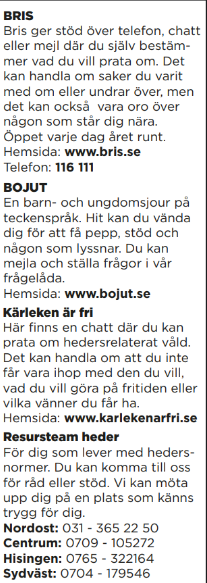 BRIS
Bris ger stöd över telefon, chatt
eller mejl där du själv bestäm-
mer vad du vill prata om. Det
kan handla om saker du varit
med om eller undrar över, men
det kan också vara oro över
någon som står dig nära.
Öppet varje dag året runt.
Hemsida: www.bris.se
Telefon: 116 111
BOJUT
En barn- och ungdomsjour på
teckenspråk. Hit kan du vända
dig för att få pepp, stöd och
någon som lyssnar. Du kan
mejla och ställa frågor i vår
frågelåda.
Hemsida: www.bojut.se
Kärleken är fri
Här finns en chatt där du kan
prata om hedersrelaterat våld.
Det kan handla om att du inte
får vara ihop med den du vill,
vad du vill göra på fritiden eller
vilka vänner du får ha.
Hemsida: www.karlekenarfri.se
Resursteam heder
För dig som lever med heders-
normer. Du kan komma till oss
för råd eller stöd. Vi kan möta
upp dig på en plats som känns
trygg för dig.
Nordost: 031 - 365 22 50
Centrum: 0709 - 105272
Hisingen: 0765 - 322164
Sydväst: 0704 - 179546